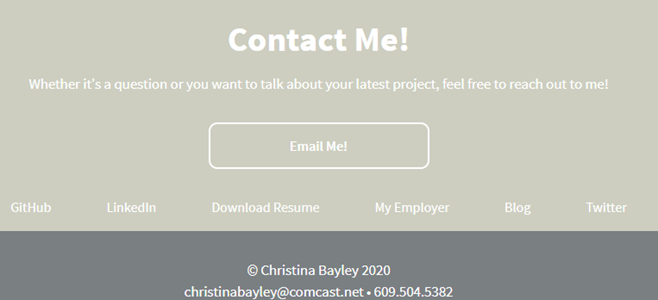 Contact Me!
Whether it's a question or you want to talk about your latest project, feel free to reach out to me!
Email Me!
GitHub LinkedIn Download Resume My Employer Blog Twitter
© Christina Bayley 2020
christinabayley@comcast.net • 609.504.5382